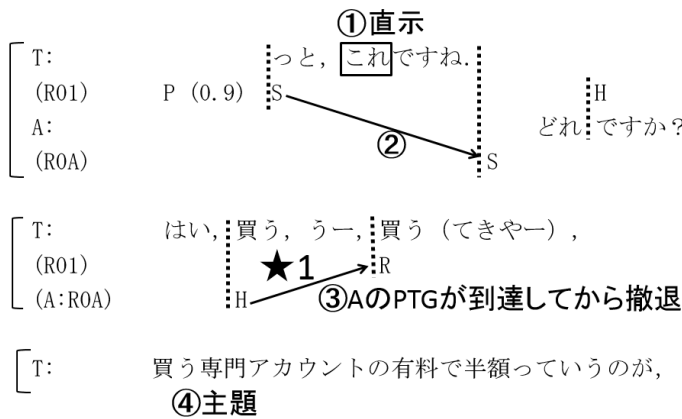 ①直示
T: っと, これですね.
(R01) P (0.9) S H
A: ② どれ ですか?
(R0A) S
T: はい, 買う, うー, 買う (てきやー) ,
(R01) ★1 R
(A:R0A) H ③AのPTGが到達してから撤退
T: 買う専門アカウントの有料で半額っていうのが,
④主題